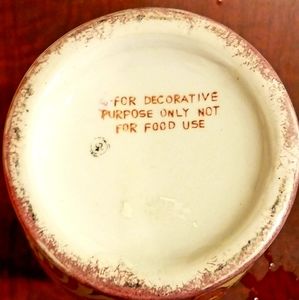 FOR DECORATIVE
PURPOSE ONLY NOT
FOR FOOD USE